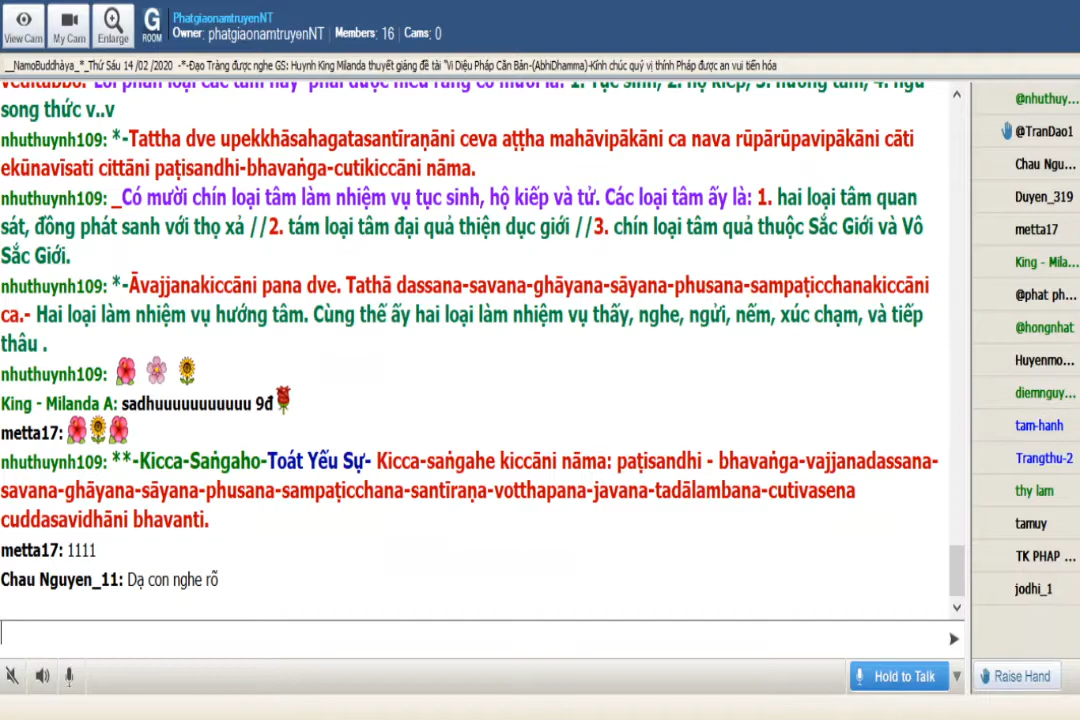 View Cam
My Cam
Enlarge
G
ROOM
PhatgiaonamtruyenNT
Owner: phatgiaonamtruyenNT Members: 16 Cams: 0
__NamoBuddhàya_*_Thứ Sáu 14 /02 /2020 -*-Đạo Tràng được nghe GS: Huynh King Milanda thuyết giảng đề tài "Vi Diệu Pháp Căn Bản-(AbhiDhamma)-Kính chúc quý vị thính Pháp được an vui tiến hóa
song thức v..v
nhuthuynh109: *-Tattha dve upekkhāsahagatasantīraṇāni ceva aṭṭha mahāvipākāni ca nava rūpārūpavipākāni cāti
ekūnavīsati cittāni paṭisandhi-bhavaṅga-cutikiccāni nāma.
nhuthuynh109: _Có mười chín loại tâm làm nhiệm vụ tục sinh, hộ kiếp và tử. Các loại tâm ấy là: 1. hai loại tâm quan
sát, đồng phát sanh với thọ xả //2. tám loại tâm đại quả thiện dục giới //3. chín loại tâm quả thuộc Sắc Giới và Vô
Sắc Giới.
nhuthuynh109: *-Āvajjanakiccāni pana dve. Tathā dassana-savana-ghāyana-sāyana-phusana-sampaṭicchanakiccāni
ca.- Hai loại làm nhiệm vụ hướng tâm. Cùng thế ấy hai loại làm nhiệm vụ thấy, nghe, ngửi, nếm, xúc chạm, và tiếp
thâu .
nhuthuynh109:
King - Milanda A: sadhuuuuuuuuuuu 9đ
metta17:
nhuthuynh109: **-Kicca-Saṅgaho-Toát Yếu Sự- Kicca-saṅgahe kiccāni nāma: paṭisandhi - bhavaṅga-vajjanadassana-
savana-ghāyana-sāyana-phusana-sampaṭicchana-santīraṇa-votthapana-javana-tadālambana-cutivasena
cuddasavidhāni bhavanti.
metta17: 1111
Chau Nguyen_11: Dạ con nghe rõ
Hold to Talk
@nhuthuy...
@TranDao1
Chau Ngu...
Duyen_319
metta17
King - Mila...
@phat ph...
@hongnhat
Huyenmo...
diemnguy...
tam-hanh
Trangthu-2
thy lam
tamuy
TK PHAP ...
jodhi_1
Raise Hand